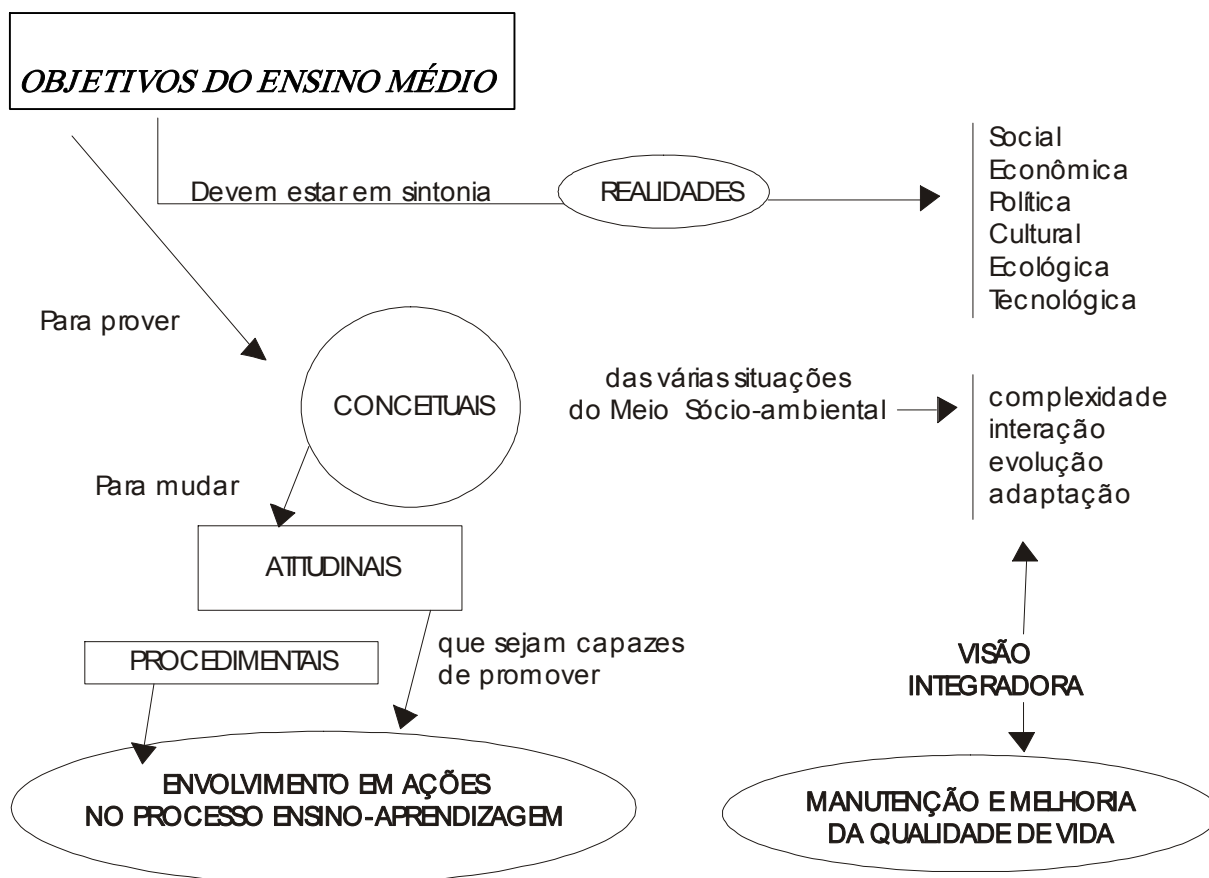 OBJETIVOS DO ENSINO MÉDIO
Devem estar em sintonia
REALIDADES
Social
Econômica
Política
Cultural
Ecológica
Tecnológica
Para prover
CONCEITUAIS
das várias situações
do Meio Sócio-ambiental
complexidade
interação
evolução
adaptação
Para mudar
ATITUDINAIS
PROCEDIMENTAIS
que sejam capazes
de promover
VISÃO
INTEGRADORA
ENVOLVIMENTO EM AÇÕES
NO PROCESSO ENSINO-APRENDIZAGEM
MANUTENÇÃO E MELHORIA
DA QUALIDADE DE VIDA